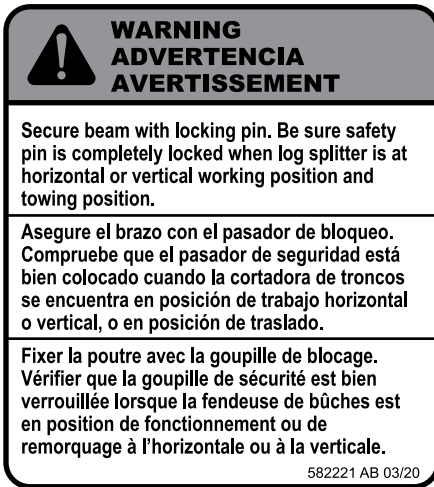 WARNING
ADVERTENCIA
AVERTISSEMENT
Secure beam with locking pin. Be sure safety
pin is completely locked when log splitter is at
horizontal or vertical working position and
towing position.
Asegure el brazo con el pasador de bloqueo.
Compruebe que el pasador de seguridad está
bien colocado cuando la cortadora de troncos
se encuentra en posición de trabajo horizontal
o vertical, o en posición de traslado.
Fixer la poutre avec la goupille de blocage.
Vérifier que la goupille de sécurité est bien
verrouillée lorsque la fendeuse de bûches est
en position de fonctionnement ou de
remorquage à l'horizontale ou à la verticale.
582221 AB 03/20